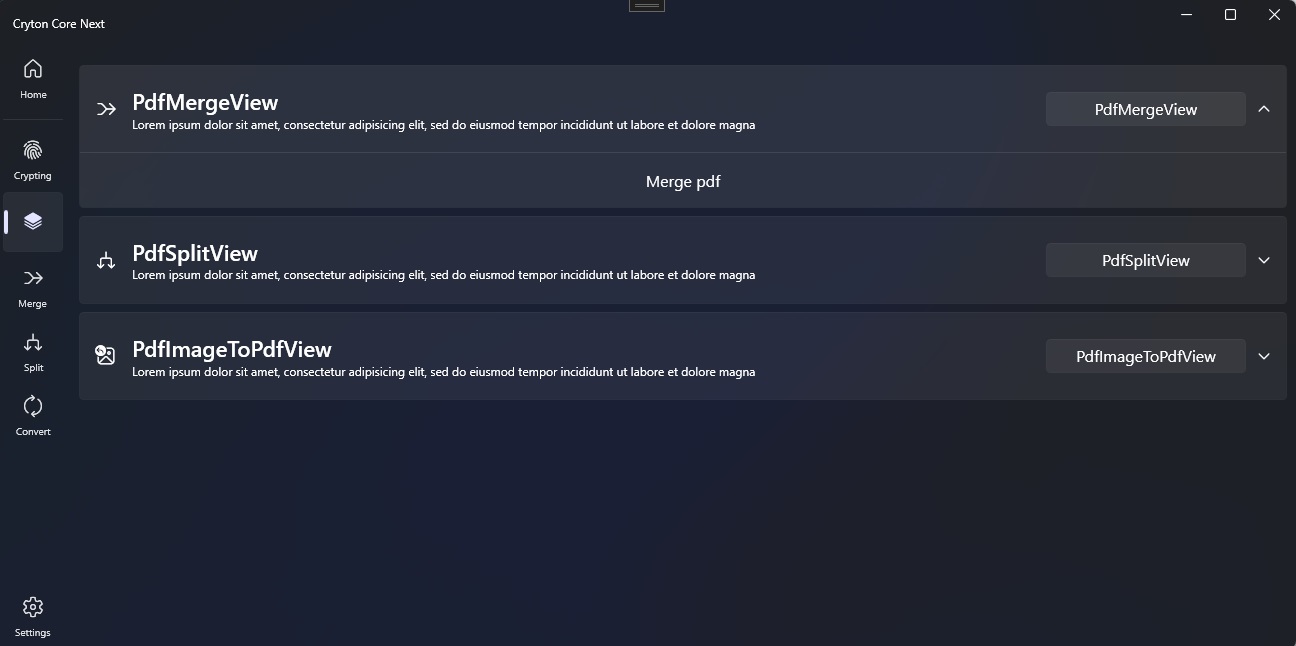 Cryton Core Next
Home
Crypting
Merge
Split
Convert
Settings
PdfMergeView
Lorem ipsum dolor sit amet, consectetur adipisicing elit, sed do eiusmod tempor incididunt ut labore et dolore magna
PdfMergeView
Merge pdf
PdfSplitView
Lorem ipsum dolor sit amet, consectetur adipisicing elit, sed do eiusmod tempor incididunt ut labore et dolore magna
PdfSplitView
PdfImageToPdfView
Lorem ipsum dolor sit amet, consectetur adipisicing elit, sed do eiusmod tempor incididunt ut labore et dolore magna
PdfImageToPdfView